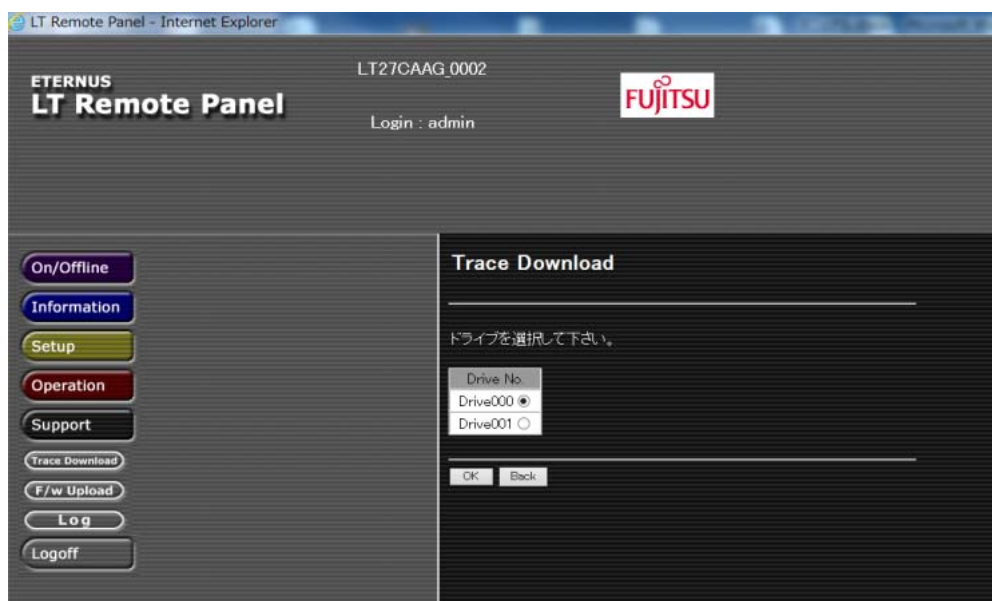 LT Remote Panel - Internet Explorer
ETERNUS
LT Remote Panel
LT27CAAG_0002
Login : admin
FUJITSU
On/Offline
Information
Setup
Operation
Support
Trace Download
F/w Upload
Log
Logoff
Trace Download
ドライブを選択して下さい。
Drive No.
Drive000
Drive001
OK Back